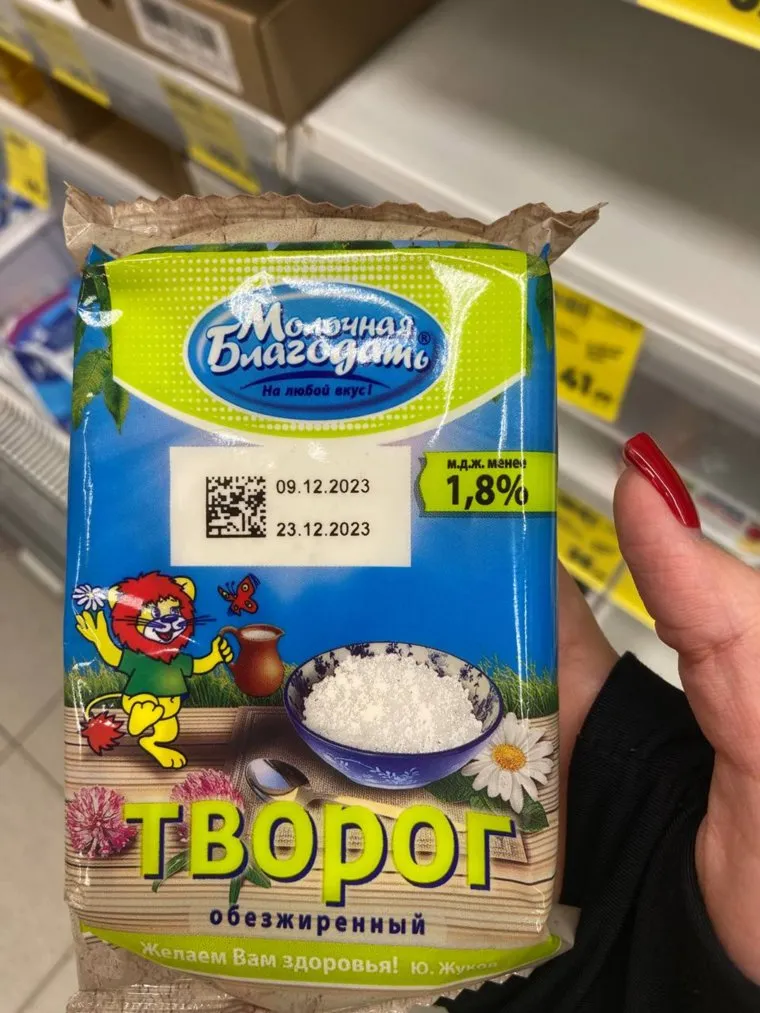 Молочная
Благодать®
На любой вкус!
м.д.ж. менее
1,8%
09.12.2023
23.12.2023
41
творог
обезжиренный
Желаем Вам здоровья! Ю.